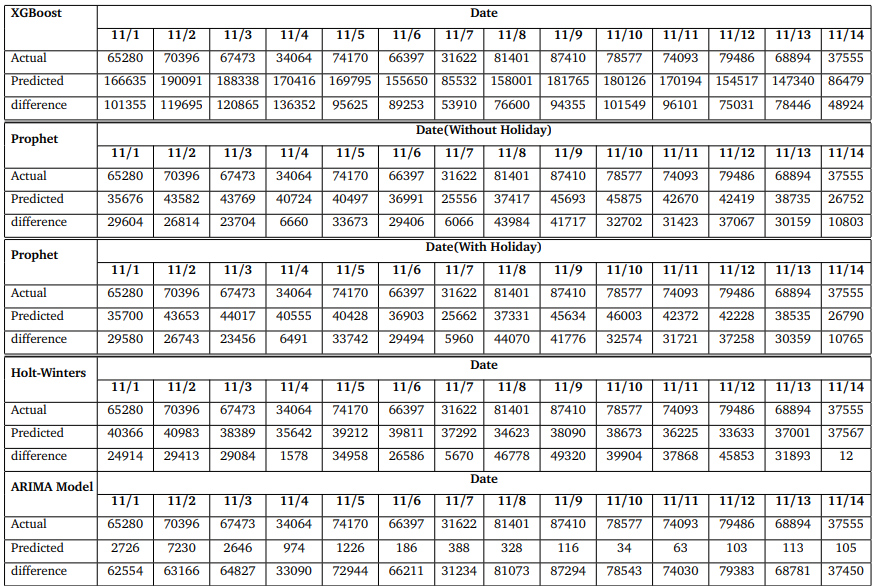 XGBoost Date
11/1 11/2 11/3 11/4 11/5 11/6 11/7 11/8 11/9 11/10 11/11 11/12 11/13 11/14
Actual 65280 70396 67473 34064 74170 66397 31622 81401 87410 78577 74093 79486 68894 37555
Predicted 166635 190091 188338 170416 169795 155650 85532 158001 181765 180126 170194 154517 147340 86479
difference 101355 119695 120865 136352 95625 89253 53910 76600 94355 101549 96101 75031 78446 48924
Prophet Date(Without Holiday)
11/1 11/2 11/3 11/4 11/5 11/6 11/7 11/8 11/9 11/10 11/11 11/12 11/13 11/14
Actual 65280 70396 67473 34064 74170 66397 31622 81401 87410 78577 74093 79486 68894 37555
Predicted 35676 43582 43769 40724 40497 36991 25556 37417 45693 45875 42670 42419 38735 26752
difference 29604 26814 23704 6660 33673 29406 6066 43984 41717 32702 31423 37067 30159 10803
Prophet Date(With Holiday)
11/1 11/2 11/3 11/4 11/5 11/6 11/7 11/8 11/9 11/10 11/11 11/12 11/13 11/14
Actual 65280 70396 67473 34064 74170 66397 31622 81401 87410 78577 74093 79486 68894 37555
Predicted 35700 43653 44017 40555 40428 36903 25662 37331 45634 46003 42372 42228 38535 26790
difference 29580 26743 23456 6491 33742 29494 5960 44070 41776 32574 31721 37258 30359 10765
Holt-Winters Date
11/1 11/2 11/3 11/4 11/5 11/6 11/7 11/8 11/9 11/10 11/11 11/12 11/13 11/14
Actual 65280 70396 67473 34064 74170 66397 31622 81401 87410 78577 74093 79486 68894 37555
Predicted 40366 40983 38389 35642 39212 39811 37292 34623 38090 38673 36225 33633 37001 37567
difference 24914 29413 29084 1578 34958 26586 5670 46778 49320 39904 37868 45853 31893 12
ARIMA Model Date
11/1 11/2 11/3 11/4 11/5 11/6 11/7 11/8 11/9 11/10 11/11 11/12 11/13 11/14
Actual 65280 70396 67473 34064 74170 66397 31622 81401 87410 78577 74093 79486 68894 37555
Predicted 2726 7230 2646 974 1226 186 388 328 116 34 63 103 113 105
difference 62554 63166 64827 33090 72944 66211 31234 81073 87294 78543 74030 79383 68781 37450